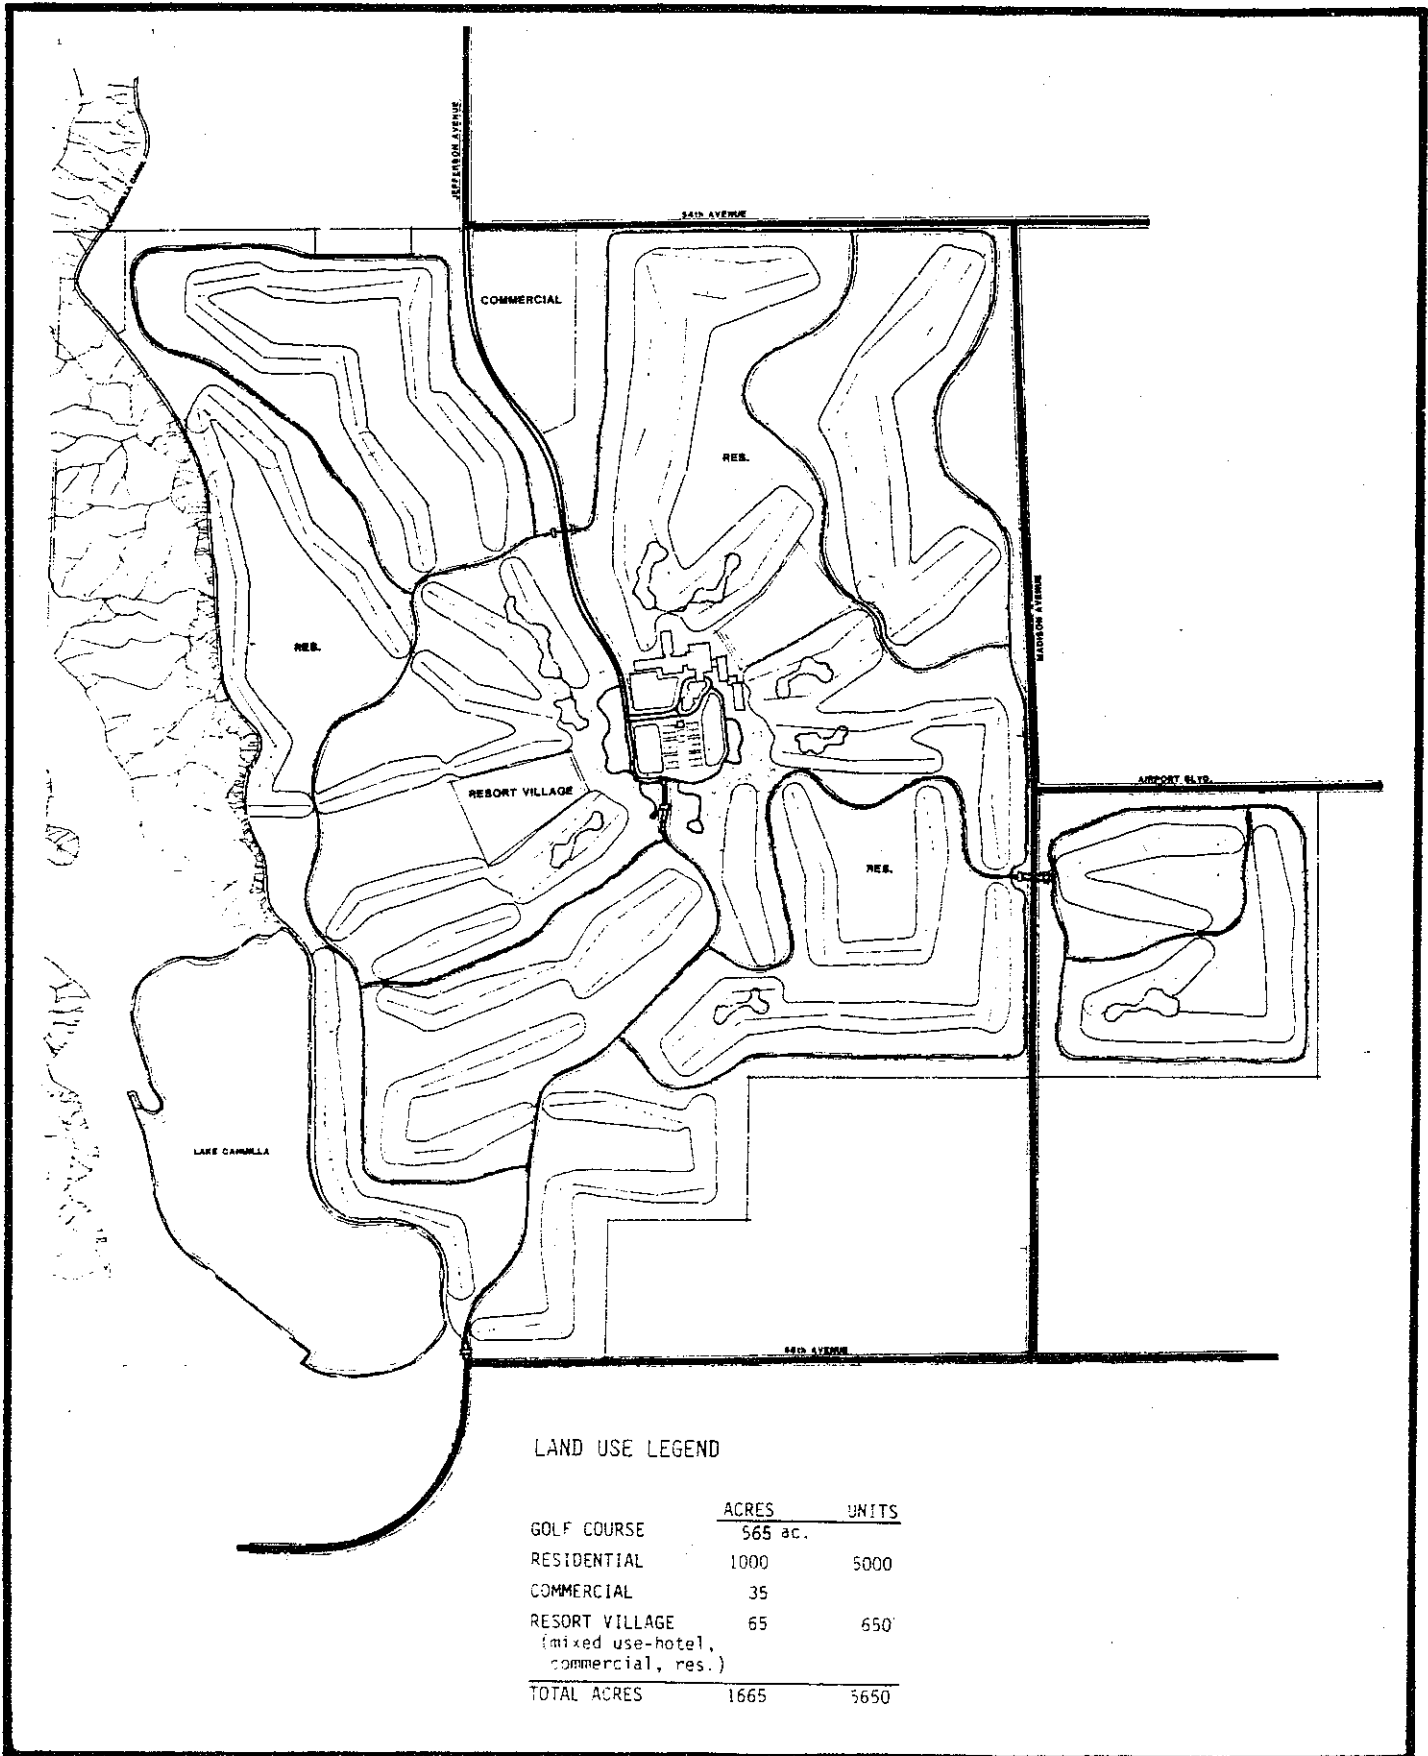 JEFFERSON AVENUE
54th AVENUE
COMMERCIAL
RES.
MADISON AVENUE
RES.
AIRPORT BLVD.
RESORT VILLAGE
RES.
LAKE CAHUILLA
AVENUE
LAND USE LEGEND
ACRES UNITS
GOLF COURSE 565 ac.
RESIDENTIAL 1000 5000
COMMERCIAL 35
RESORT VILLAGE 65 650
(mixed use-hotel,
commercial, res.)
TOTAL ACRES 1665 5650